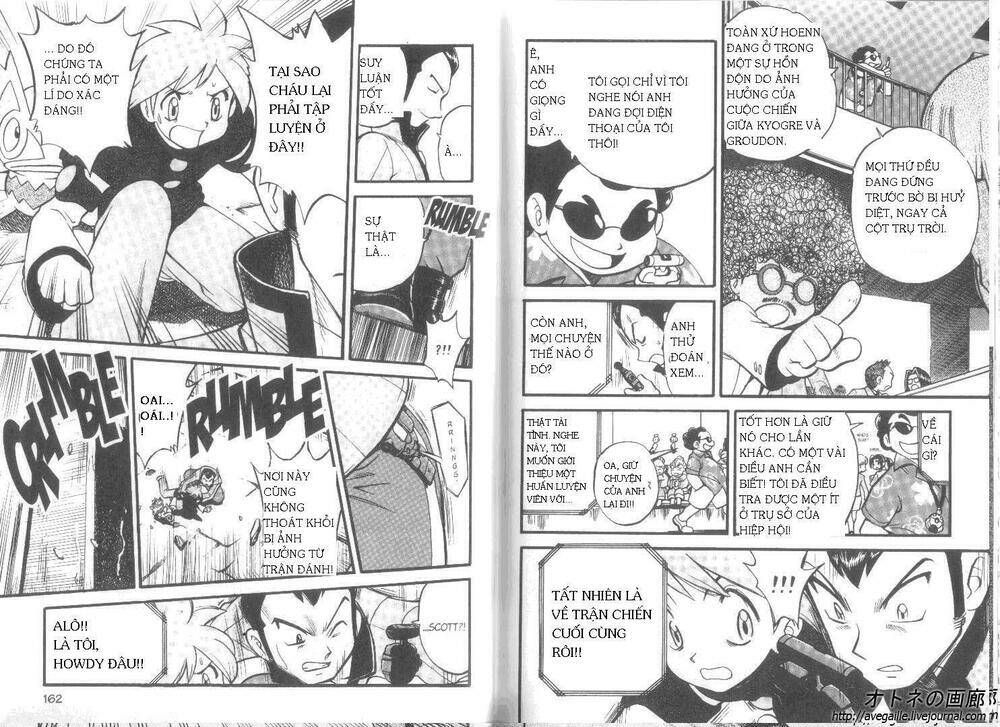 ... DO ĐÓ
CHÚNG TA
PHẢI CÓ MỘT
LÍ DO XÁC
ĐÁNG!!
TẠI SAO
CHÁU LẠI
PHẢI TẬP
LUYỆN Ở
ĐÂY!!
SUY
LUẬN TỐT
ĐẤY...
À...
SỰ
THẬT
LÀ...
RUMBLE
?!!
GRUMBLE
OAI...
OÁI..!
!
RUMBLE
NƠI NÀY
CŨNG
KHÔNG
THOÁT KHỎI
BỊ ẢNH
HƯỞNG TỪ
TRẬN ĐÁNH!
RRINNGG
ALÔ!!
LÀ TÔI,
HOWDY ĐÂU!!
...SCOTT?!
162
Ê,
ANH
CÓ
GIỌNG
GÌ
ĐẤY...
TÔI GỌI CHỈ VÌ TÔI
NGHE NÓI ANH
ĐANG ĐỢI ĐIỆN
THOẠI CỦA TÔI
THÔI!
TOÀN XỨ HOENN
ĐANG Ở TRONG
MỘT SỰ HỖN
ĐỘN DO ẢNH
HƯỞNG CỦA
CUỘC CHIẾN
GIỮA KYOGRE VÀ
GROUDON.
MỌI THỨ ĐỀU
ĐANG ĐỨNG
TRƯỚC BỜ BỊ HUỶ
DIỆT, NGAY CẢ
CỘT TRỤ TRỜI.
CÒN ANH,
MỌI CHUYỆN
THẾ NÀO Ở
ĐÓ?
ANH
THỬ
ĐOÁN
XEM...
THẬT TÀI
TÌNH. NGHE
NÀY, TÔI
MUỐN GIỚI
THIỆU MỘT
HUẤN LUYỆN
VIÊN VỚI...
OA, GIỮ
CHUYỆN
CỦA ANH
LẠI ĐI!!
TỐT HƠN LÀ GIỮ
NÓ CHO LẦN
KHÁC. CÓ MỘT VÀI
ĐIỀU ANH CẦN
BIẾT! TÔI ĐÃ ĐIỀU
TRA ĐƯỢC MỘT ÍT
Ở TRỤ SỞ CỦA
HIỆP HỘI!
VỀ
CÁI
GÌ?
TẤT NHIÊN LÀ
VỀ TRẬN CHIẾN
CUỐI CÙNG
RỒI!!
!!!
オトネの画廊
http://avegaille.livejournal.com/